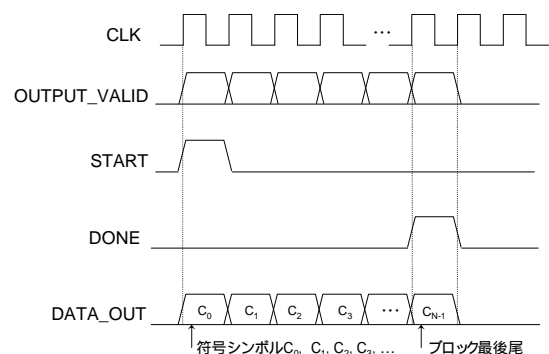 CLK
…
OUTPUT_VALID
START
DONE
DATA_OUT
C0 C1 C2 C3 … CN-1
符号シンボルC0, C1, C2, C3, …
ブロック最後尾